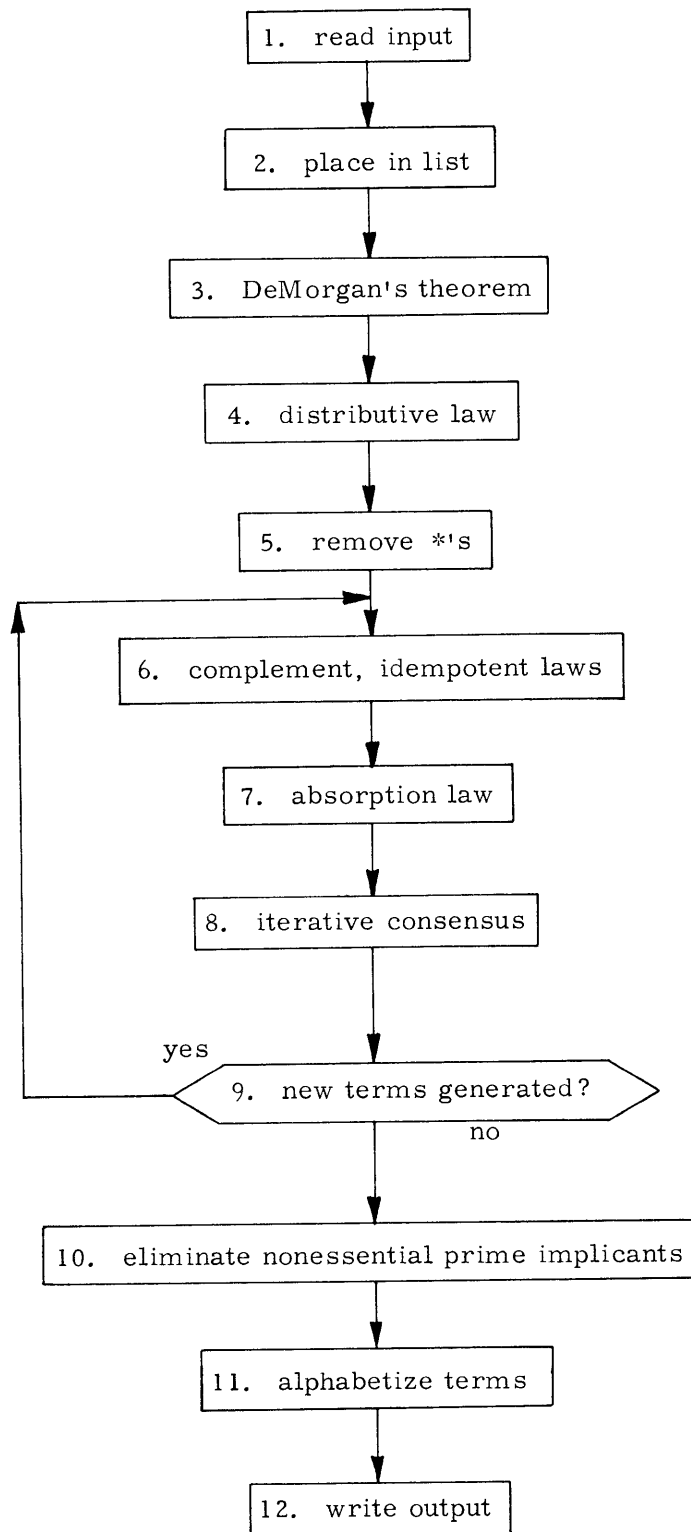 1. read input
2. place in list
3. DeMorgan's theorem
4. distributive law
5. remove *'s
6. complement, idempotent laws
7. absorption law
8. iterative consensus
yes
9. new terms generated?
no
10. eliminate nonessential prime implicants
11. alphabetize terms
12. write output